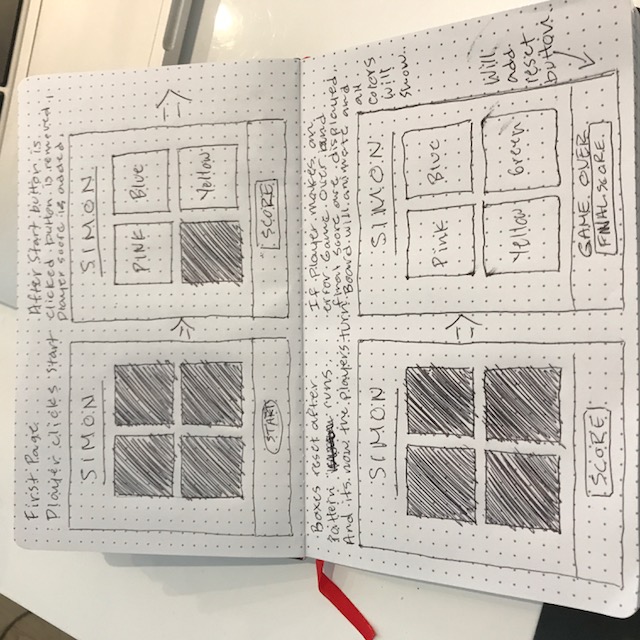 First Page
Player clicks Start
SIMON
START
After Start button is
clicked button is removed,
player score is added.
SIMON
PINK Blue
Yellow
SCORE
Boxes reset after
Pattern runs.
And its now the players turn.
SIMON
SCORE
If player makes an
error Game Over and
final score are displayed.
Board will animate and
all
colors
will
show.
SIMON
Pink Blue
Yellow Green
GAME OVER
FINAL SCORE.
Will
add
reset
button.